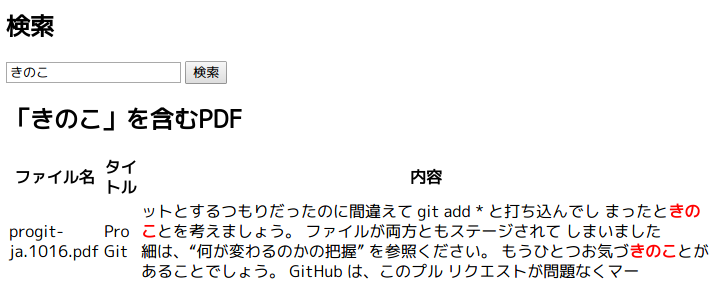 検索
きのこ 検索
「きのこ」を含むPDF
ファイル名 タイトル 内容
progit-ja.1016.pdf Pro Git ットとするつもりだったのに間違えて git add * と打ち込んでし まったときの
ことを考えましょう。 ファイルが両方ともステージされて しまいました
細は、“何が変わるのかの把握” を参照ください。 もうひとつお気づきのことが
あることでしょう。 GitHub は、このプル リクエストが問題なくマー